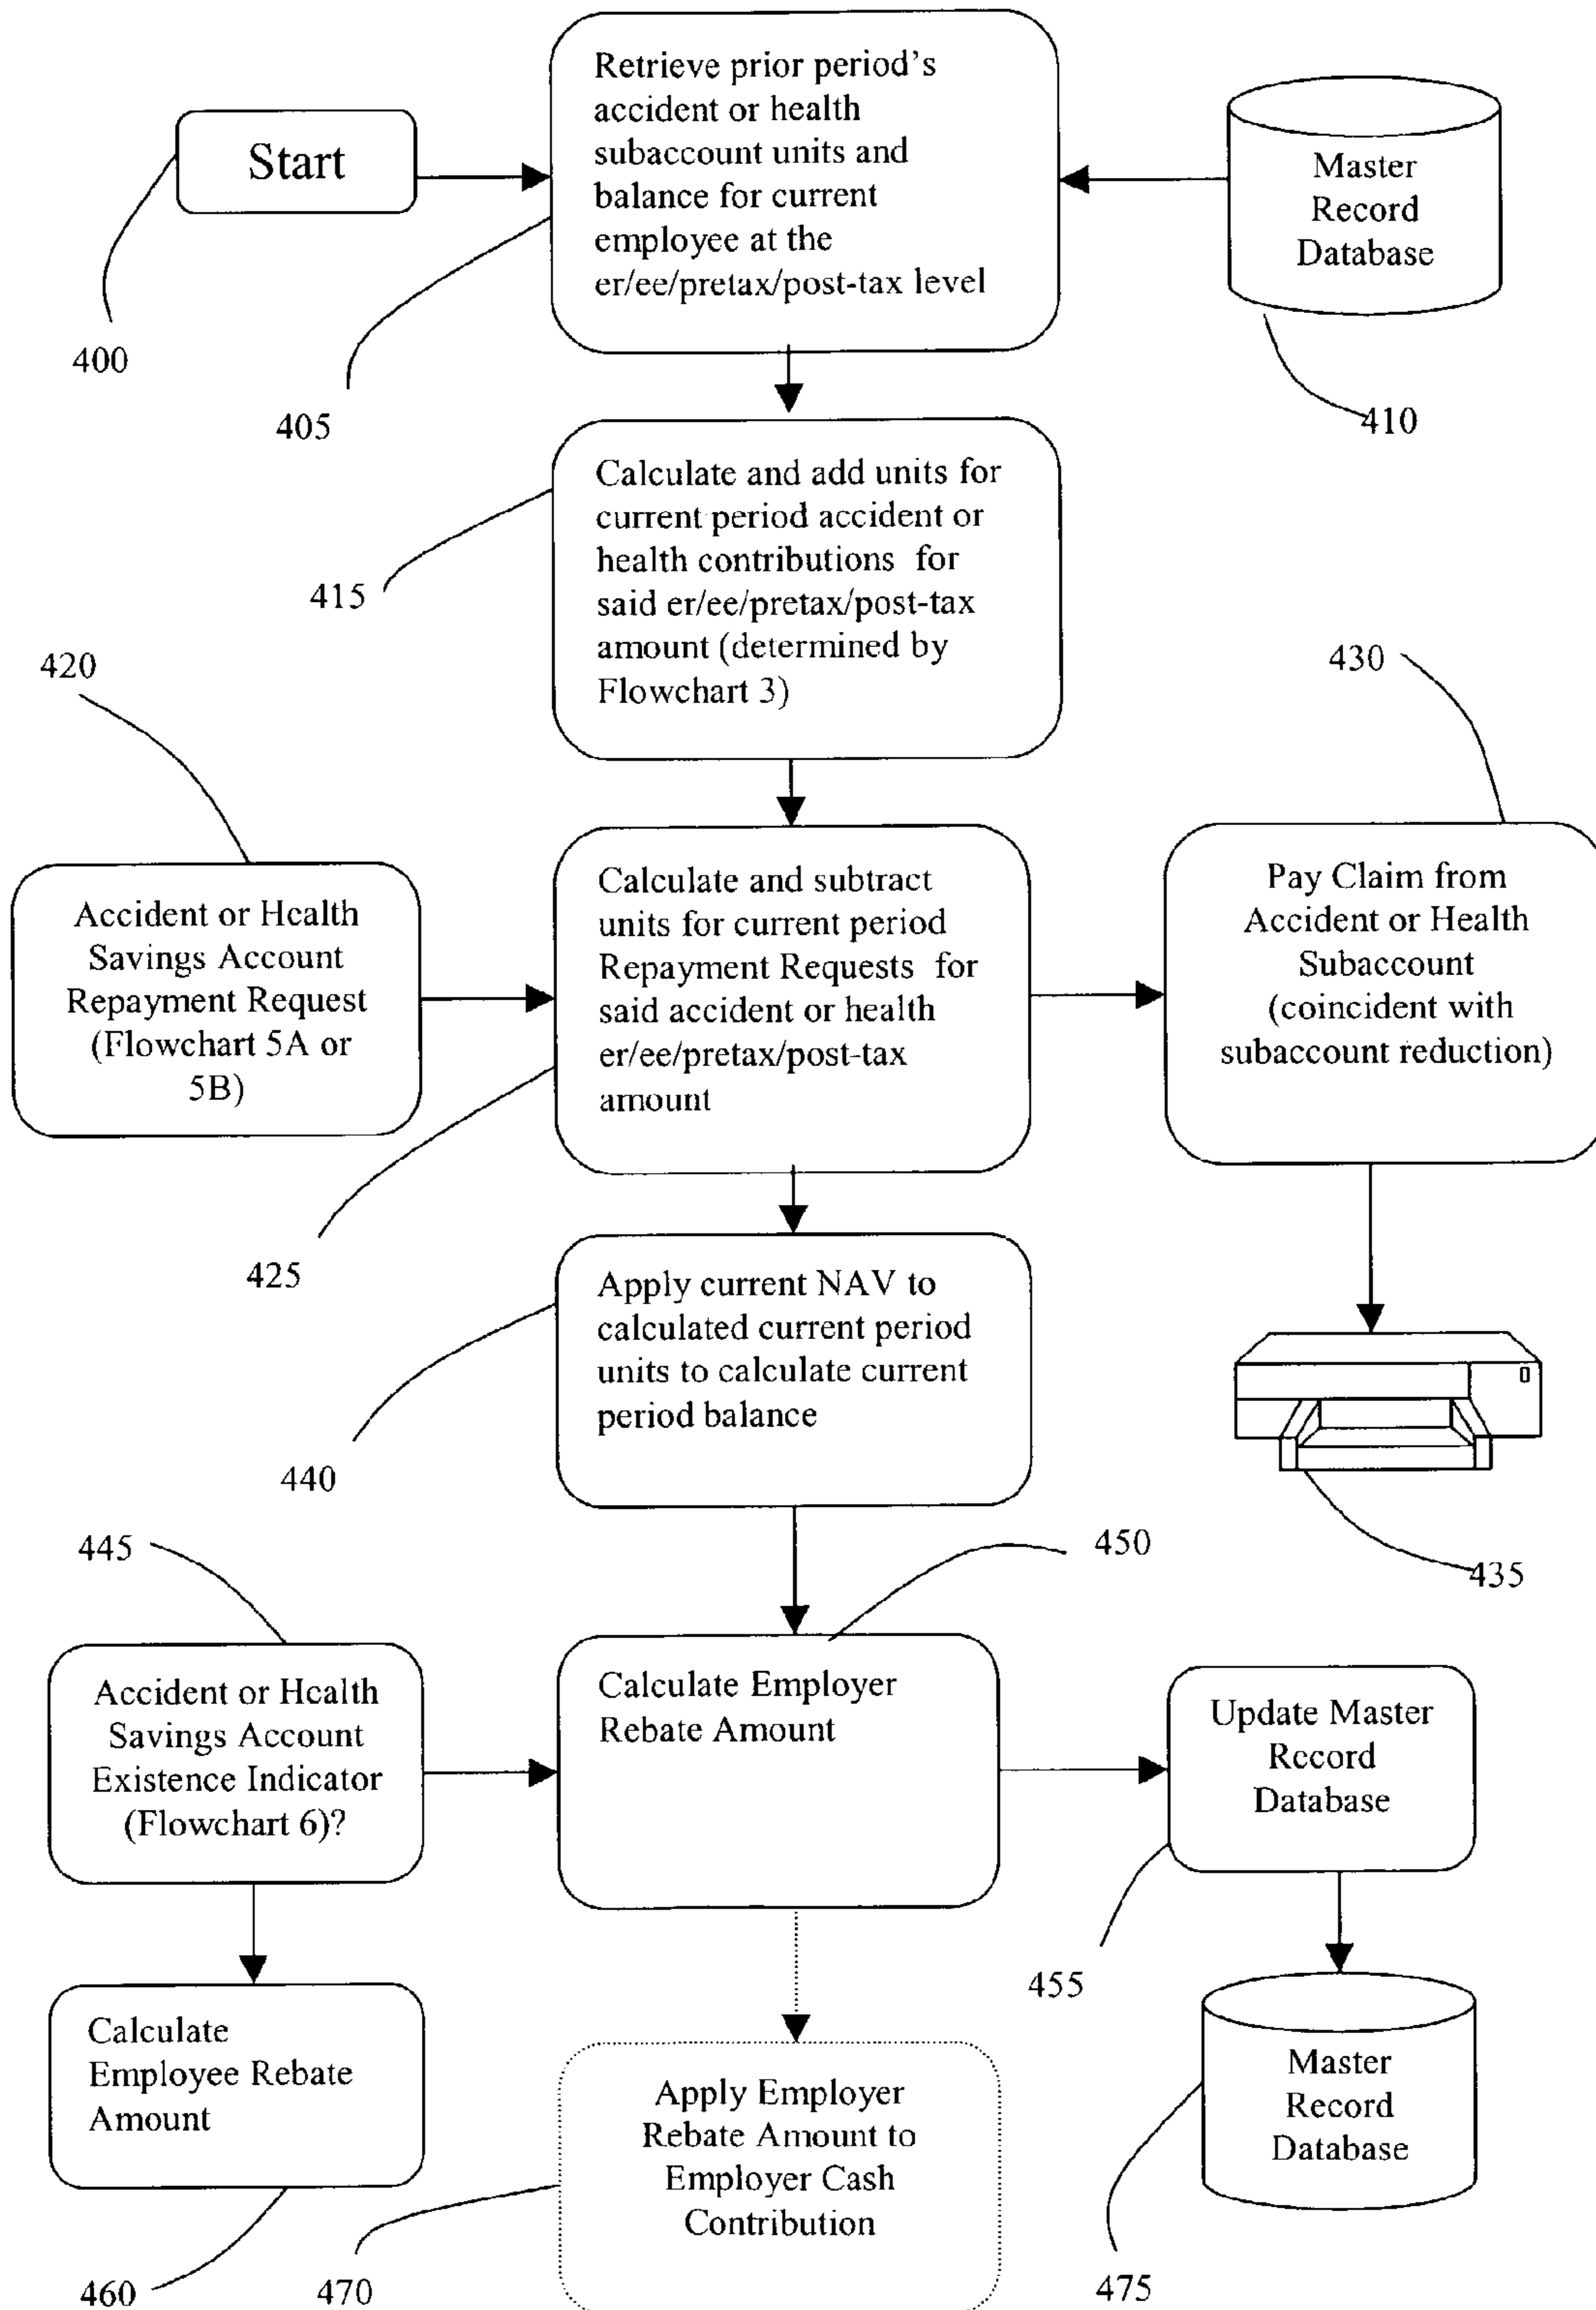 Start
Retrieve prior period's
accident or health
subaccount units and
balance for current
employee at the
er/ee/pretax/post-tax level
Master
Record
Database
400
405
410
Calculate and add units for
current period accident or
health contributions for
said er/ee/pretax/post-tax
amount (determined by
Flowchart 3)
415
420
430
Accident or Health
Savings Account
Repayment Request
(Flowchart 5A or
5B)
Calculate and subtract
units for current period
Repayment Requests for
said accident or health
er/ee/pretax/post-tax
amount
Pay Claim from
Accident or Health
Subaccount
(coincident with
subaccount reduction)
425
Apply current NAV to
calculated current period
units to calculate current
period balance
440
435
445
450
Accident or Health
Savings Account
Existence Indicator
(Flowchart 6)?
Calculate Employer
Rebate Amount
Update Master
Record
Database
455
Calculate
Employee Rebate
Amount
Apply Employer
Rebate Amount to
Employer Cash
Contribution
Master
Record
Database
460
470
475